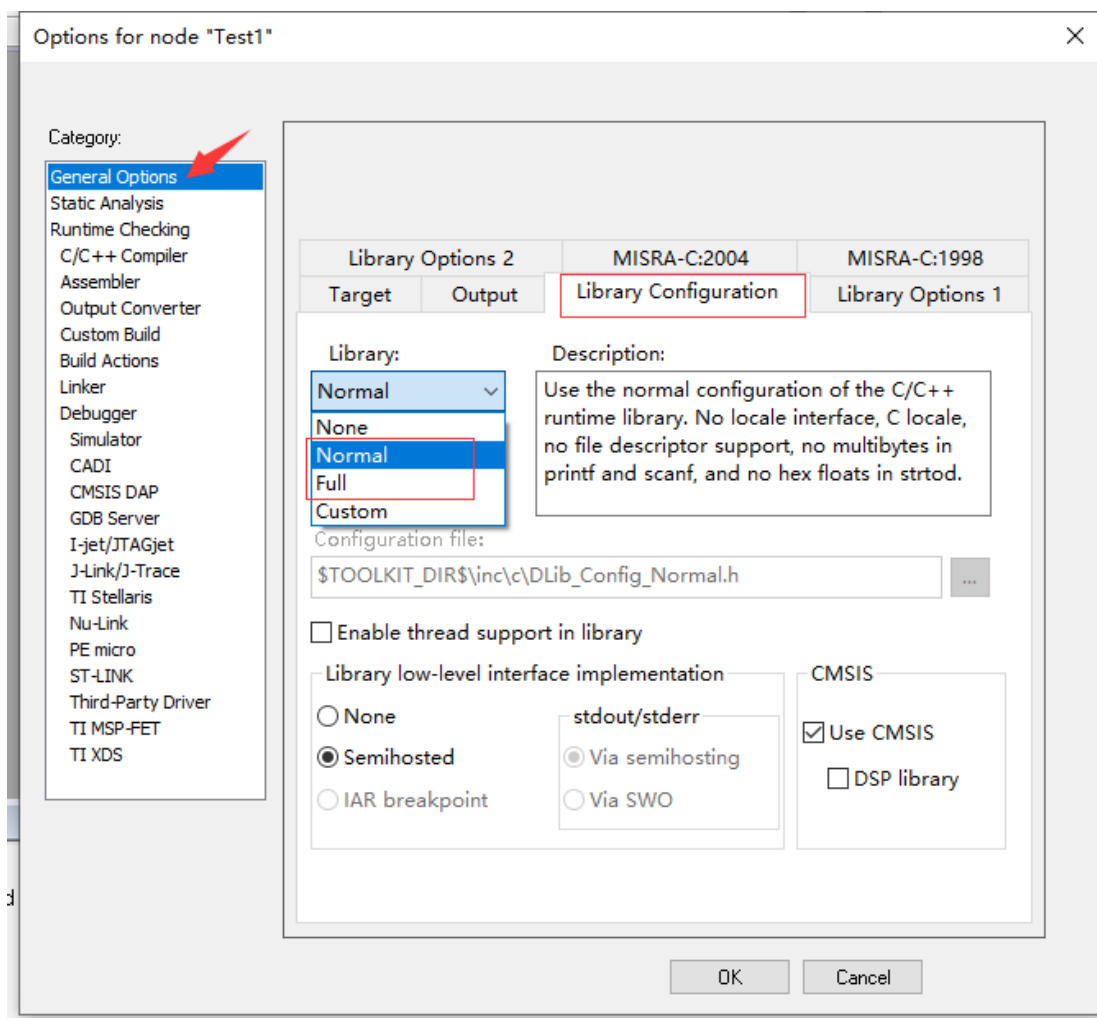 Options for node "Test1"
Category:
General Options
Static Analysis
Runtime Checking
C/C++ Compiler
Assembler
Output Converter
Custom Build
Build Actions
Linker
Debugger
Simulator
CADI
CMSIS DAP
GDB Server
I-jet/JTAGjet
J-Link/J-Trace
TI Stellaris
Nu-Link
PE micro
ST-LINK
Third-Party Driver
TI MSP-FET
TI XDS
Library Options 2
MISRA-C:2004
MISRA-C:1998
Target
Output
Library Configuration
Library Options 1
Library:
Normal
None
Normal
Full
Custom
Description:
Use the normal configuration of the C/C++
runtime library. No locale interface, C locale,
no file descriptor support, no multibytes in
printf and scanf, and no hex floats in strtod.
Configuration file:
$TOOLKIT_DIR$\inc\c\DLib_Config_Normal.h
...
Enable thread support in library
Library low-level interface implementation
None
Semihosted
IAR breakpoint
stdout/stderr
Via semihosting
Via SWO
CMSIS
Use CMSIS
DSP library
d
OK
Cancel